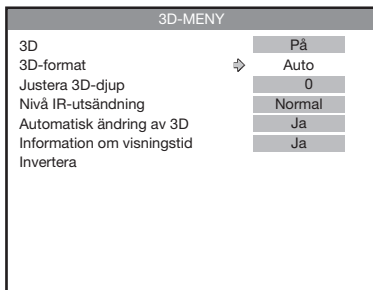 3D-MENY
3D På
3D-format Auto
Justera 3D-djup 0
Nivå IR-utsändning Normal
Automatisk ändring av 3D Ja
Information om visningstid Ja
Invertera